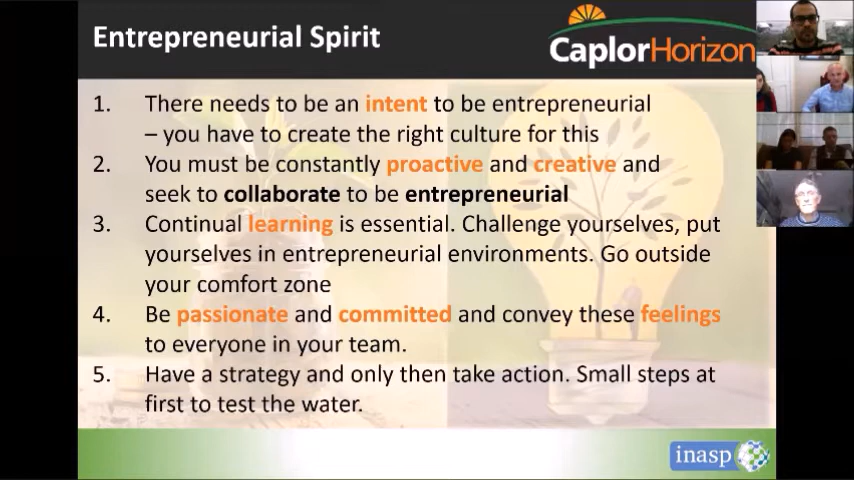 Entrepreneurial Spirit
CaplorHorizon
1. There needs to be an intent to be entrepreneurial
– you have to create the right culture for this
2. You must be constantly proactive and creative and
seek to collaborate to be entrepreneurial
3. Continual learning is essential. Challenge yourselves, put
yourselves in entrepreneurial environments. Go outside
your comfort zone
4. Be passionate and committed and convey these feelings
to everyone in your team.
5. Have a strategy and only then take action. Small steps at
first to test the water.
inasp